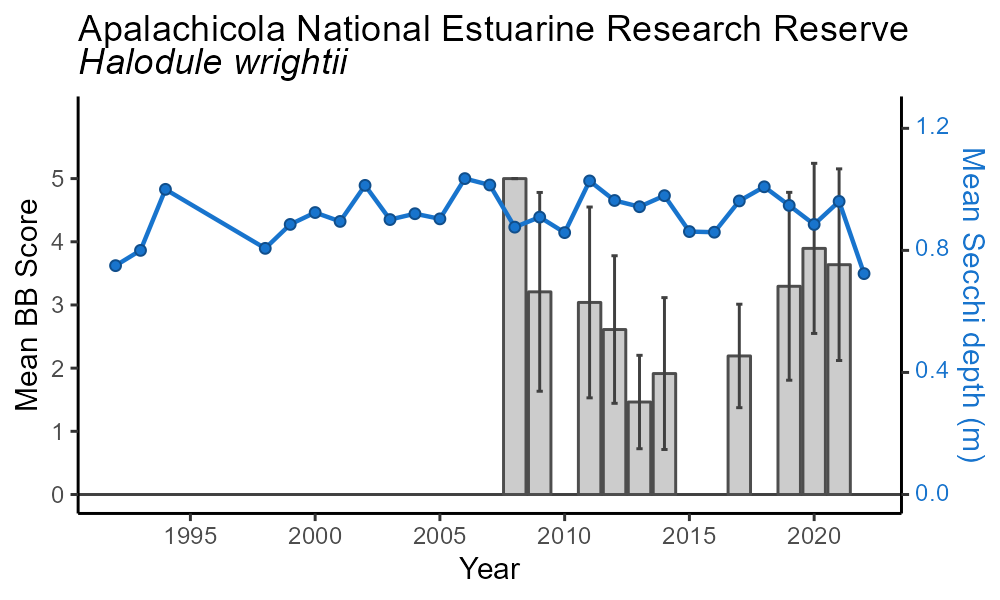 Apalachicola National Estuarine Research Reserve
Halodule wrightii
Mean BB Score
5
4
3
2
1
0
1.2
0.8
0.4
0.0
Mean Secchi depth (m)
1995 2000 2005 2010 2015 2020
Year